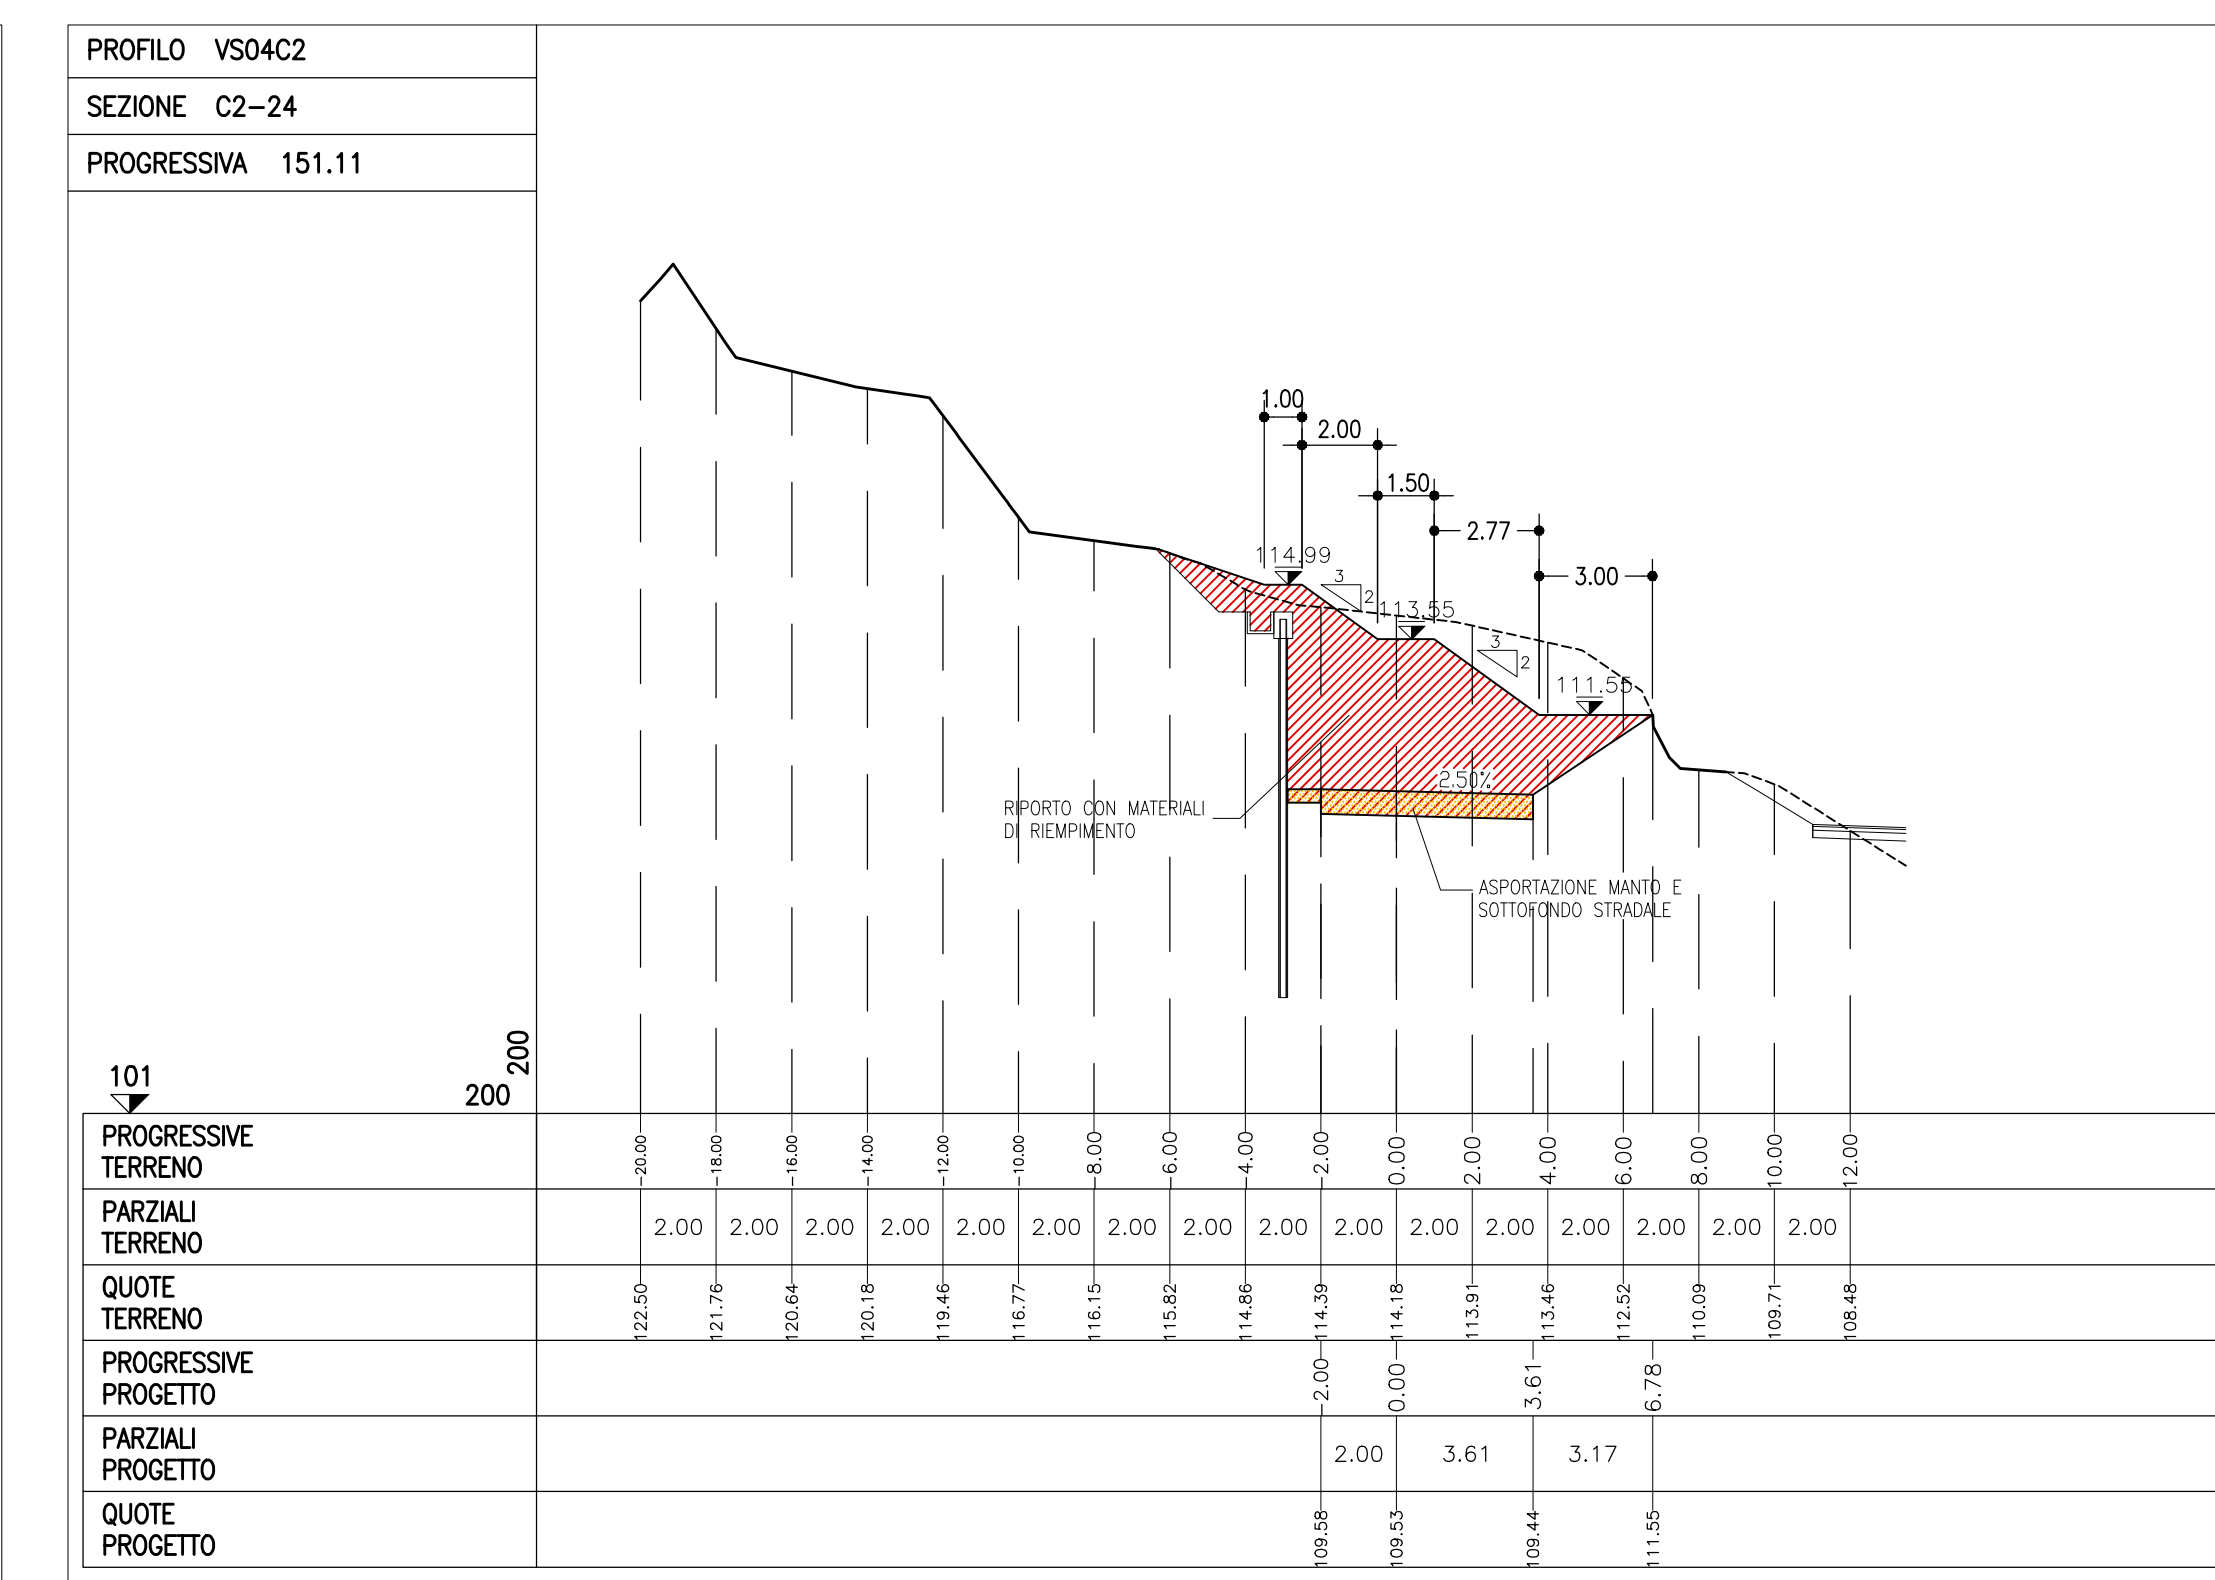 PROFILO VS04C2
SEZIONE C2-24
PROGRESSIVA 151.11
1.00
2.00
1.50
2.77
3.00
114.99
3
2
113.55
3
2
111.55
2.50%
RIPORTO CON MATERIALI
DI RIEMPIMENTO
ASPORTAZIONE MANTO E
SOTTOFONDO STRADALE
200
101
200
PROGRESSIVE
TERRENO
-20.00 -18.00 -16.00 -14.00 -12.00 -10.00 -8.00 -6.00 -4.00 -2.00 0.00 2.00 4.00 6.00 8.00 10.00 12.00
PARZIALI
TERRENO
2.00 2.00 2.00 2.00 2.00 2.00 2.00 2.00 2.00 2.00 2.00 2.00 2.00 2.00 2.00 2.00
QUOTE
TERRENO
122.50 121.76 120.64 120.18 119.46 116.77 116.15 115.82 114.86 114.39 114.18 113.91 113.46 112.52 110.09 109.71 108.48
PROGRESSIVE
PROGETTO
-2.00 0.00 3.61 6.78
PARZIALI
PROGETTO
2.00 3.61 3.17
QUOTE
PROGETTO
109.58 109.53 109.44 111.55